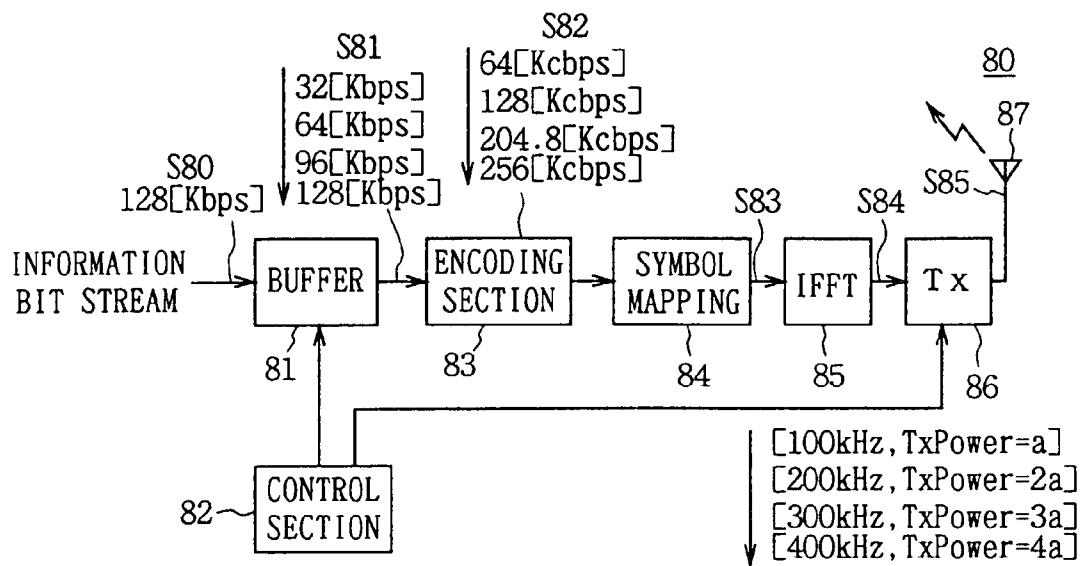 80
S81
32[Kbps]
64[Kbps]
96[Kbps]
128[Kbps]
S82
64[Kcbps]
128[Kcbps]
204.8[Kcbps]
256[Kcbps]
S80
128[Kbps]
INFORMATION
BIT STREAM
BUFFER
81
ENCODING
SECTION
83
SYMBOL
MAPPING
84
S83
IFFT
85
S84
Tx
86
S85
87
CONTROL
SECTION
82
[100kHz,TxPower=a]
[200kHz,TxPower=2a]
[300kHz,TxPower=3a]
[400kHz,TxPower=4a]